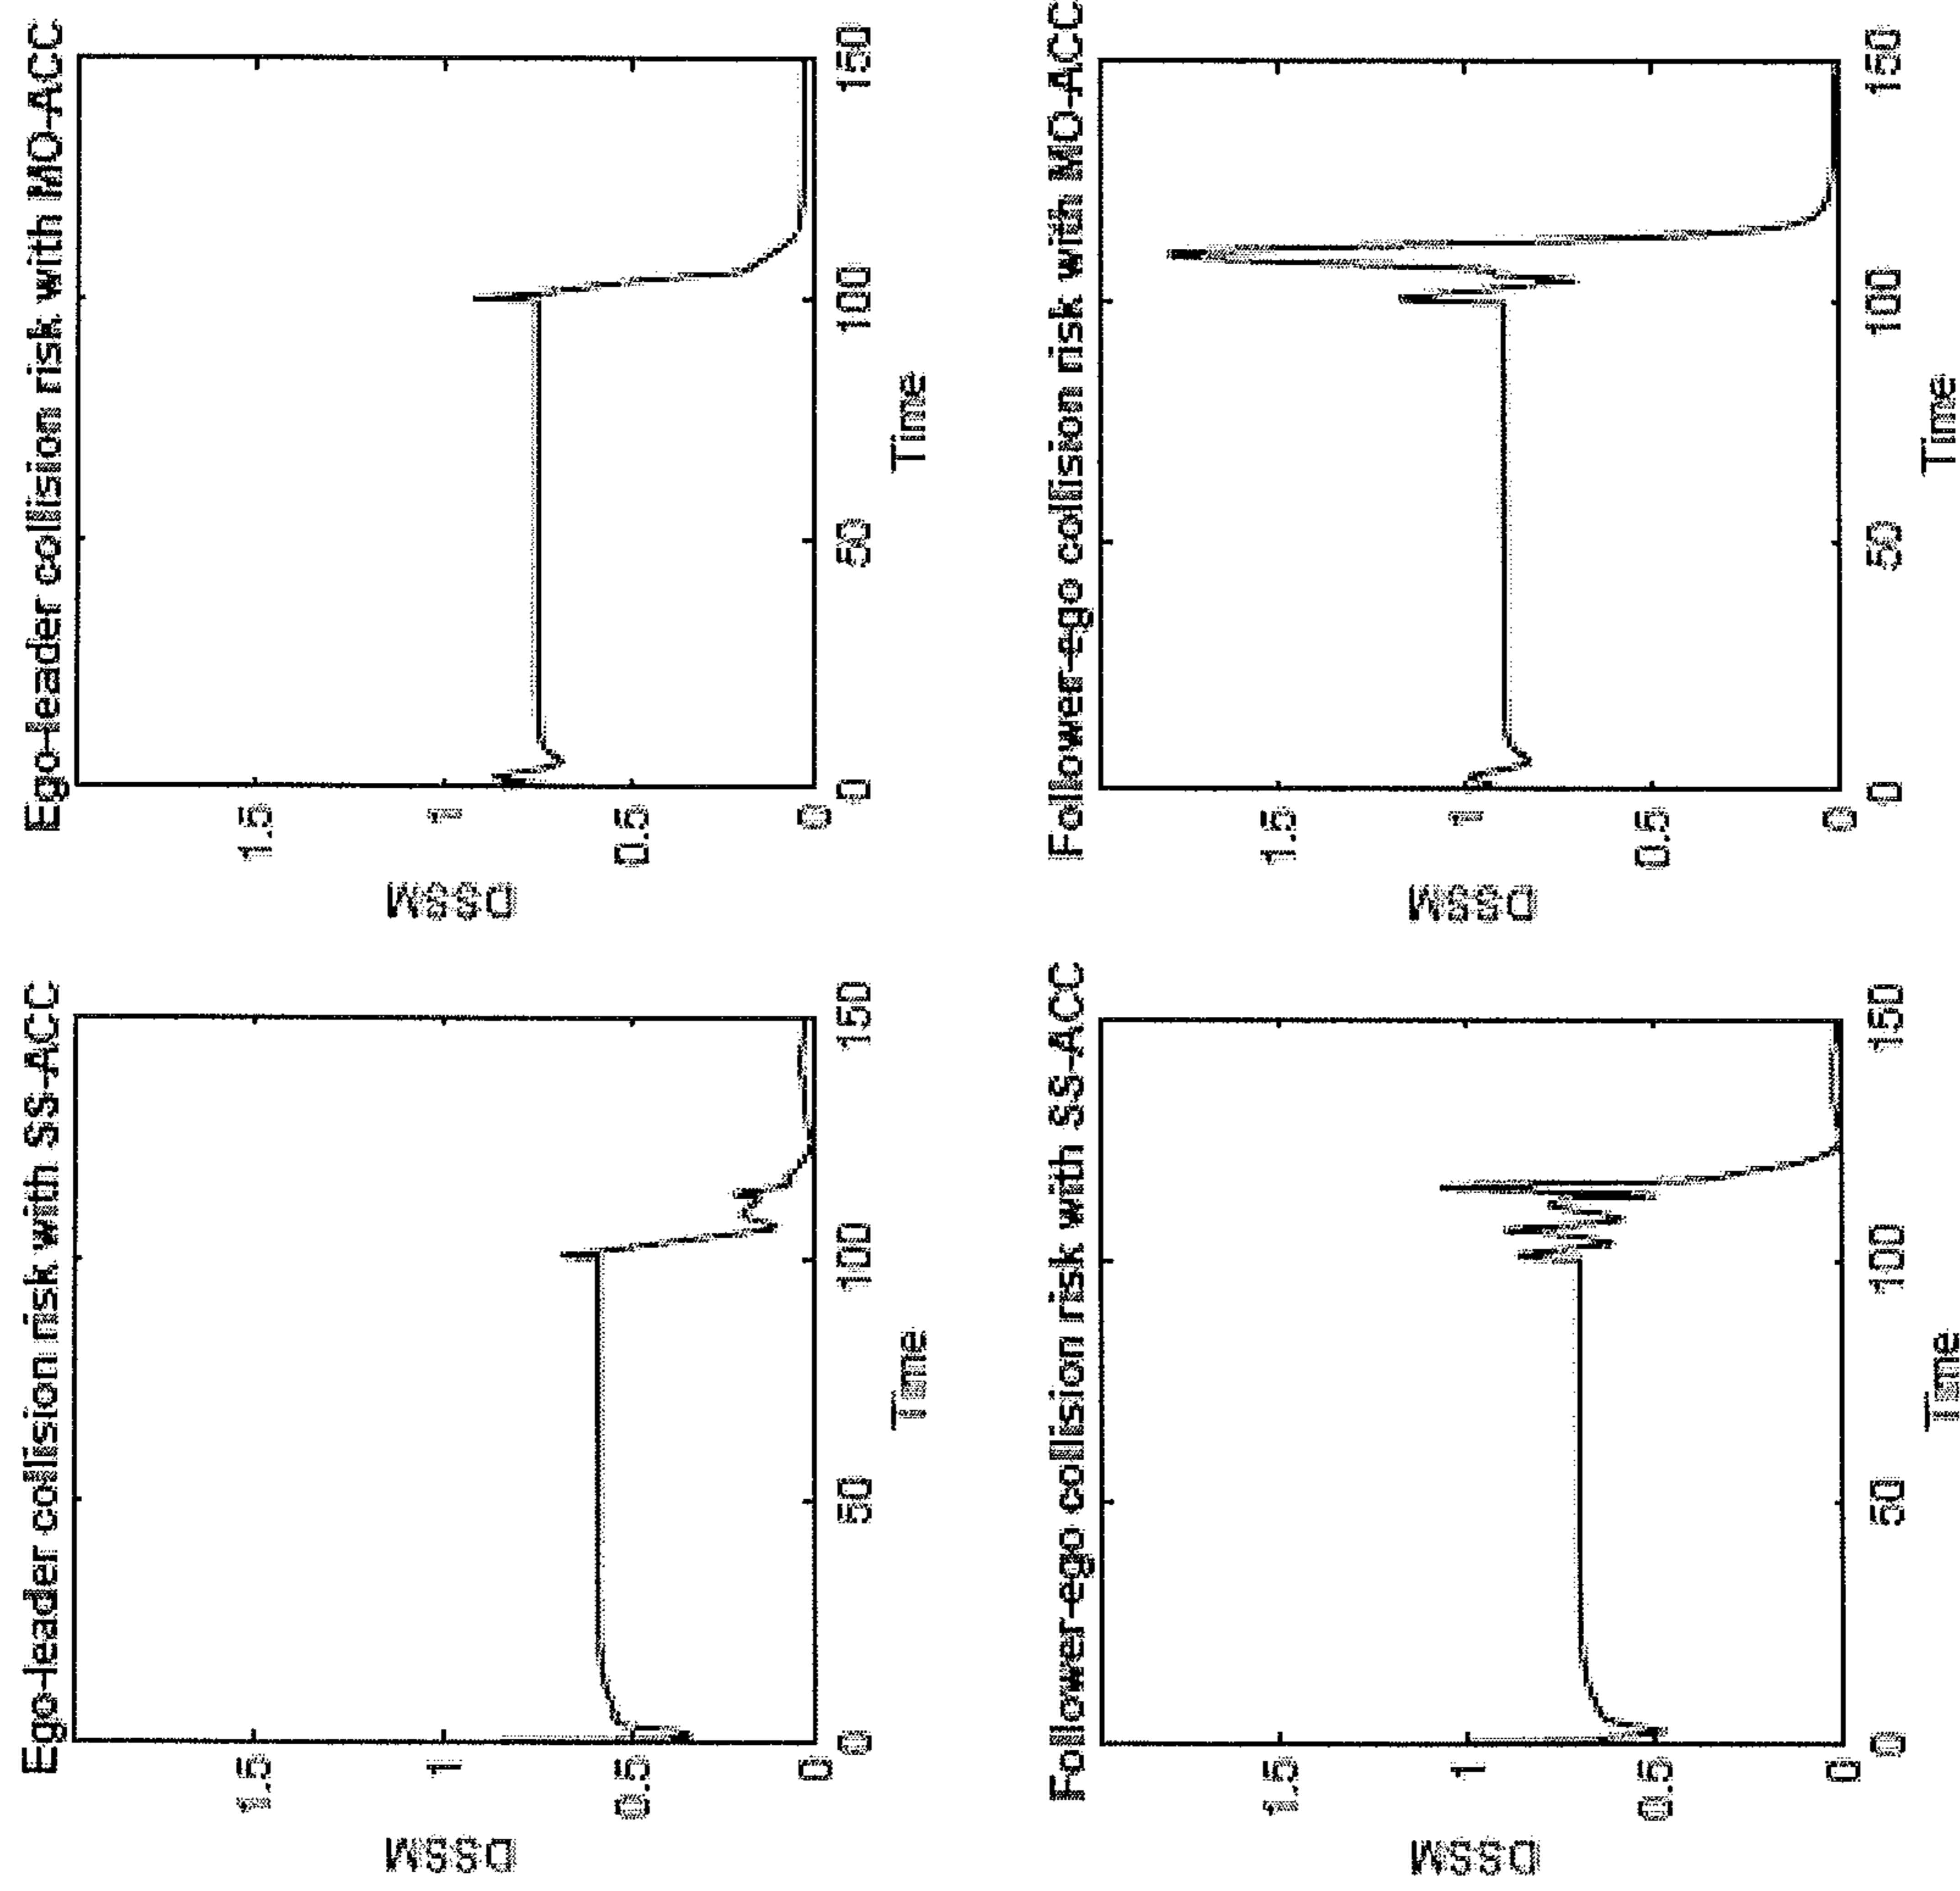 Ego-leader collision risk with SS-ACC
DSSM
1.5
1
0.5
0
0
50
100
150
Time
Ego-leader collision risk with MO-ACC
DSSM
1.5
1
0.5
0
0
50
100
150
Time
Follower-ego collision risk with SS-ACC
DSSM
1.5
1
0.5
0
0
50
100
150
Time
Follower-ego collision risk with MO-ACC
DSSM
1.5
1
0.5
0
0
50
100
150
Time